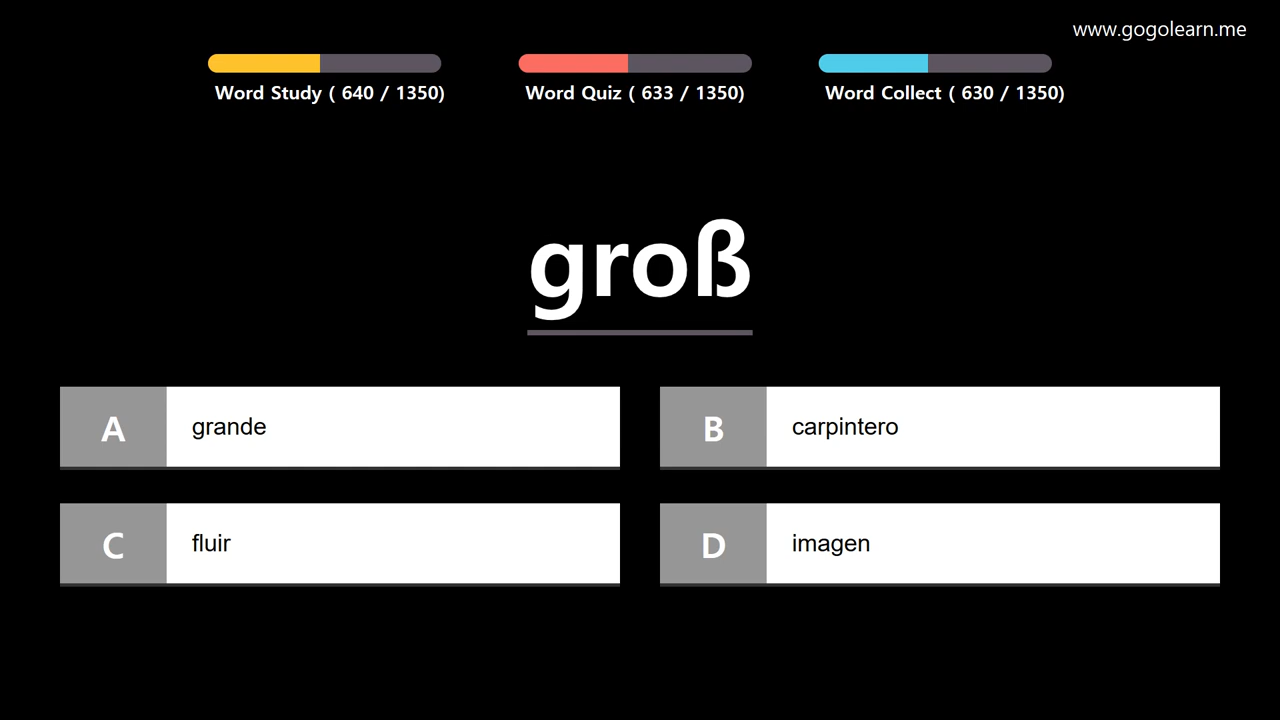 www.gogolearn.me
Word Study ( 640 / 1350)
Word Quiz ( 633 / 1350)
Word Collect ( 630 / 1350)
groß
A grande
B carpintero
C fluir
D imagen